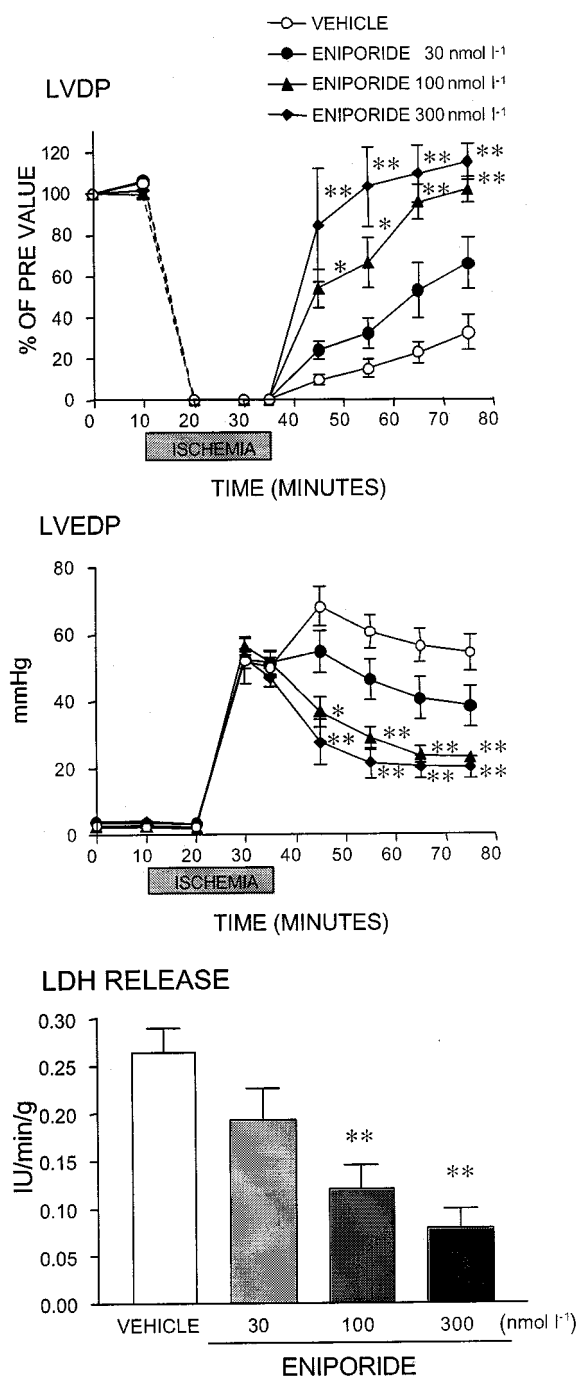 VEHICLE
ENIPORIDE 30 nmol l⁻¹
ENIPORIDE 100 nmol l⁻¹
ENIPORIDE 300 nmol l⁻¹
LVDP
% OF PRE VALUE
120
100
80
60
40
20
0
** ** ** **
* * ** **
0 10 20 30 40 50 60 70 80
ISCHEMIA
TIME (MINUTES)
LVEDP
mmHg
80
60
40
20
0
* ** ** **
** ** ** **
0 10 20 30 40 50 60 70 80
ISCHEMIA
TIME (MINUTES)
LDH RELEASE
IU/min/g
0.30
0.25
0.20
0.15
0.10
0.05
0.00
** **
VEHICLE 30 100 300 (nmol l⁻¹)
ENIPORIDE